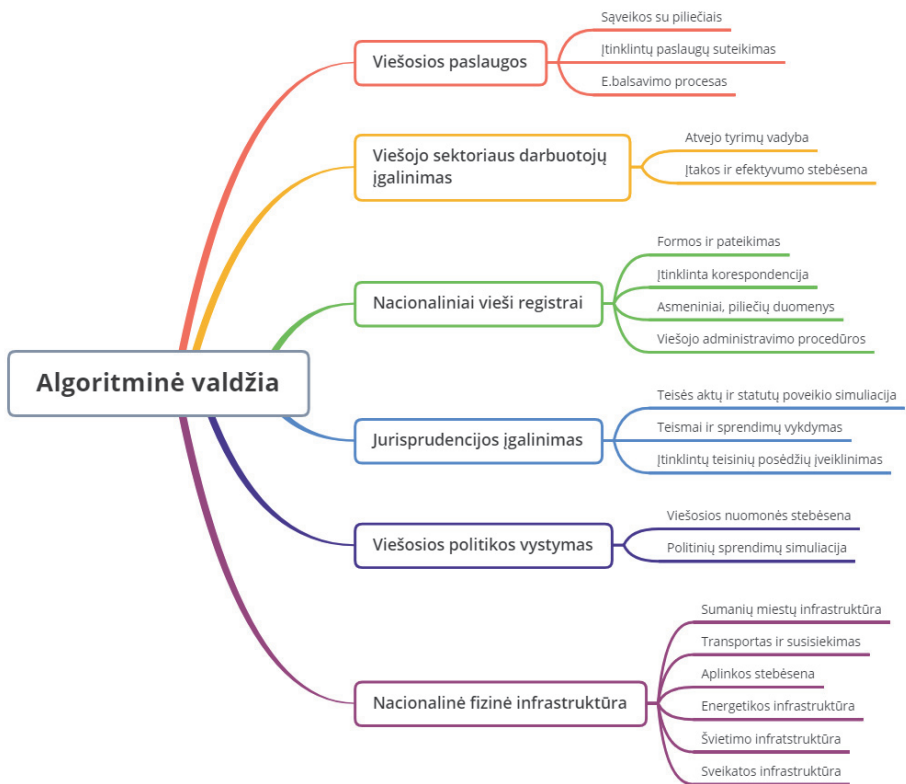 Algoritminė valdžia
Viešosios paslaugos
Sąveikos su piliečiais
Įtinklintų paslaugų suteikimas
E.balsavimo procesas
Viešojo sektoriaus darbuotojų
įgalinimas
Atvejo tyrimų vadyba
Įtakos ir efektyvumo stebėsena
Nacionaliniai vieši registrai
Formos ir pateikimas
Įtinklinta korespondencija
Asmeniniai, piliečių duomenys
Viešojo administravimo procedūros
Jurisprudencijos įgalinimas
Teisės aktų ir statutų poveikio simuliacija
Teismai ir sprendimų vykdymas
Įtinklintų teisinių posėdžių įveiklinimas
Viešosios politikos vystymas
Viešosios nuomonės stebėsena
Politinių sprendimų simuliacija
Nacionalinė fizinė infrastruktūra
Sumanių miestų infrastruktūra
Transportas ir susisiekimas
Aplinkos stebėsena
Energetikos infrastruktūra
Švietimo infratstruktūra
Sveikatos infrastruktūra